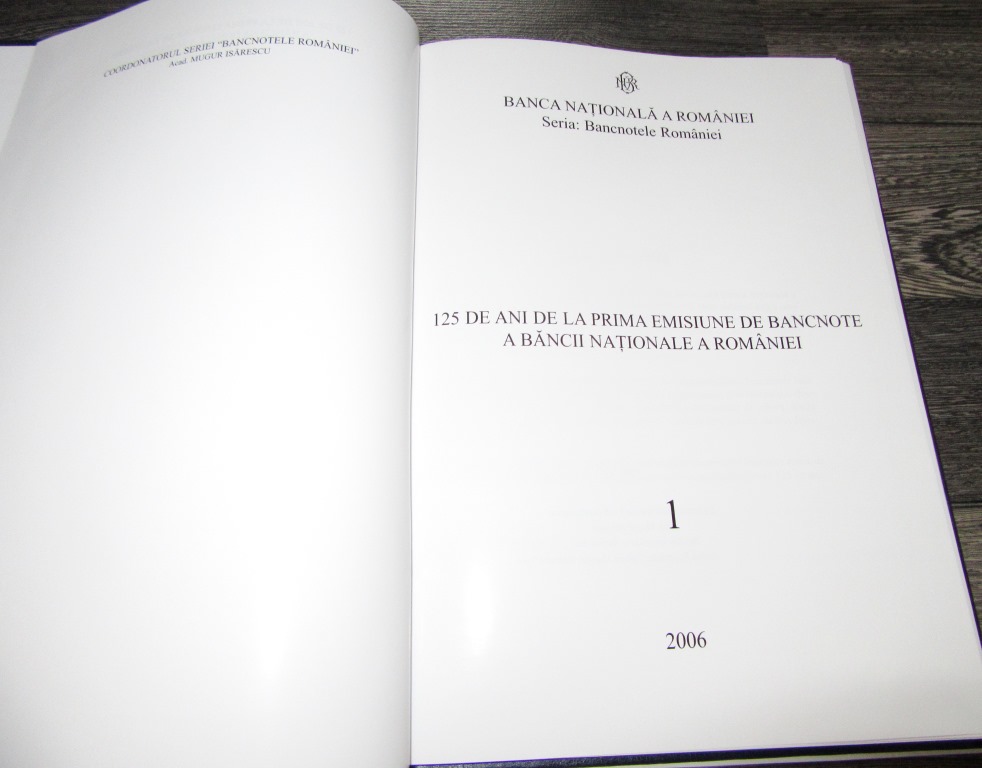 COORDONATORUL SERIEI "BANCNOTELE ROMÂNIEI"
Acad. MUGUR ISĂRESCU
BNR
BANCA NAȚIONALĂ A ROMÂNIEI
Seria: Bancnotele României
125 DE ANI DE LA PRIMA EMISIUNE DE BANCNOTE
A BĂNCII NAȚIONALE A ROMÂNIEI
1
2006